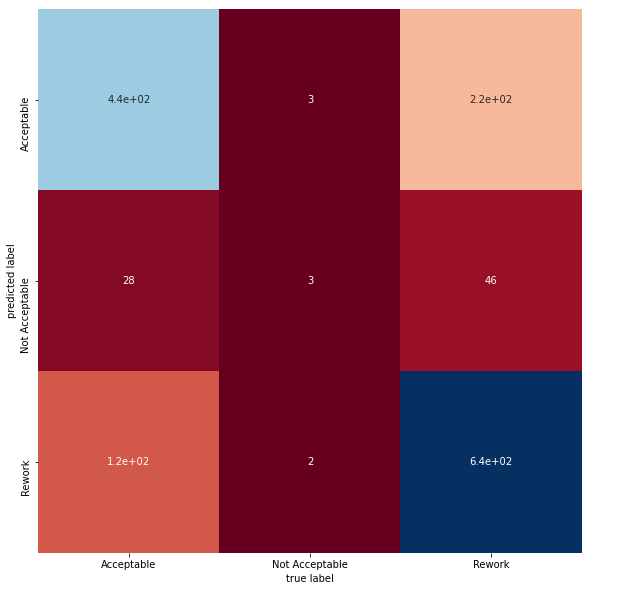 Acceptable
4.4e+02
3
2.2e+02
predicted label
Not Acceptable
28
3
46
Rework
1.2e+02
2
6.4e+02
Acceptable
Not Acceptable
Rework
true label